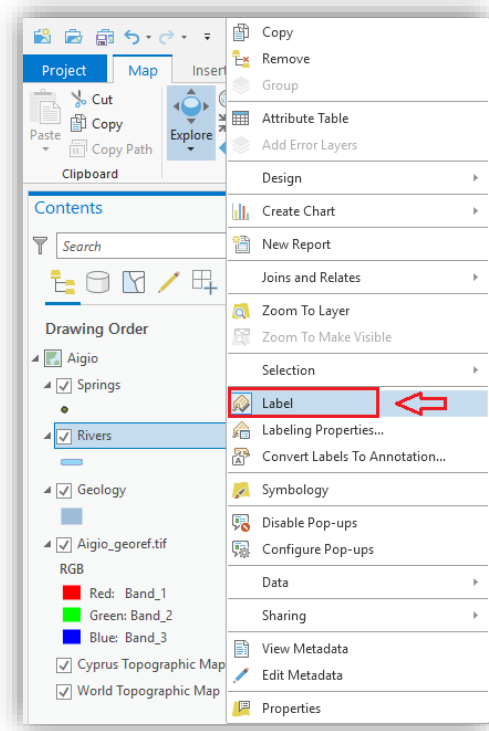 Project
Map
Insert
Cut
Copy
Paste
Copy Path
Explore
Clipboard
Contents
Search
Drawing Order
Aigio
Springs
Rivers
Geology
Aigio_georef.tif
RGB
Red: Band_1
Green: Band_2
Blue: Band_3
Cyprus Topographic Map
World Topographic Map
Copy
Remove
Group
Attribute Table
Add Error Layers
Design
Create Chart
New Report
Joins and Relates
Zoom To Layer
Zoom To Make Visible
Selection
Label
Labeling Properties...
Convert Labels To Annotation...
Symbology
Disable Pop-ups
Configure Pop-ups
Data
Sharing
View Metadata
Edit Metadata
Properties